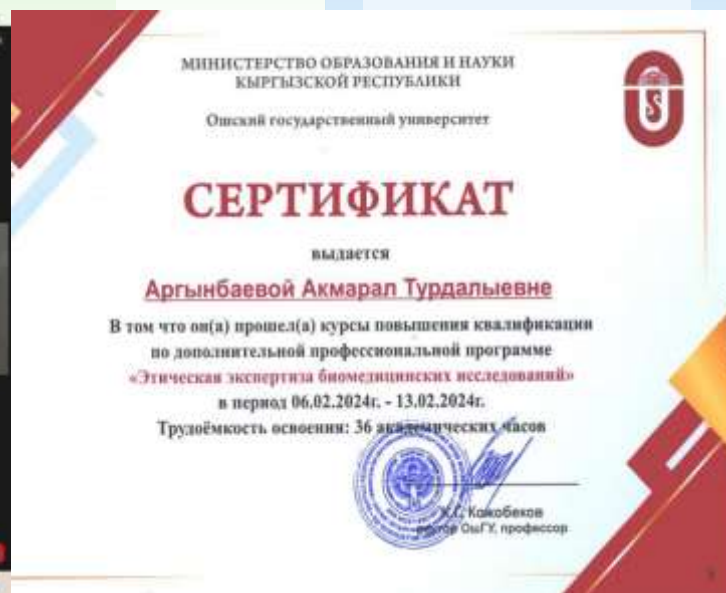 МИНИСТЕРСТВО ОБРАЗОВАНИЯ И НАУКИ
КЫРГЫЗСКОЙ РЕСПУБЛИКИ
Ошский государственный университет
СЕРТИФИКАТ
выдается
Аргынбаевой Акмарал Турдалыевне
В том что он(а) прошел(а) курсы повышения квалификации
по дополнительной профессиональной программе
«Этическая экспертиза биомедицинских исследований»
в период 06.02.2024г. - 13.02.2024г.
Трудоёмкость освоения: 36 академических часов
Кожобеков
ректор ОшГУ, профессор